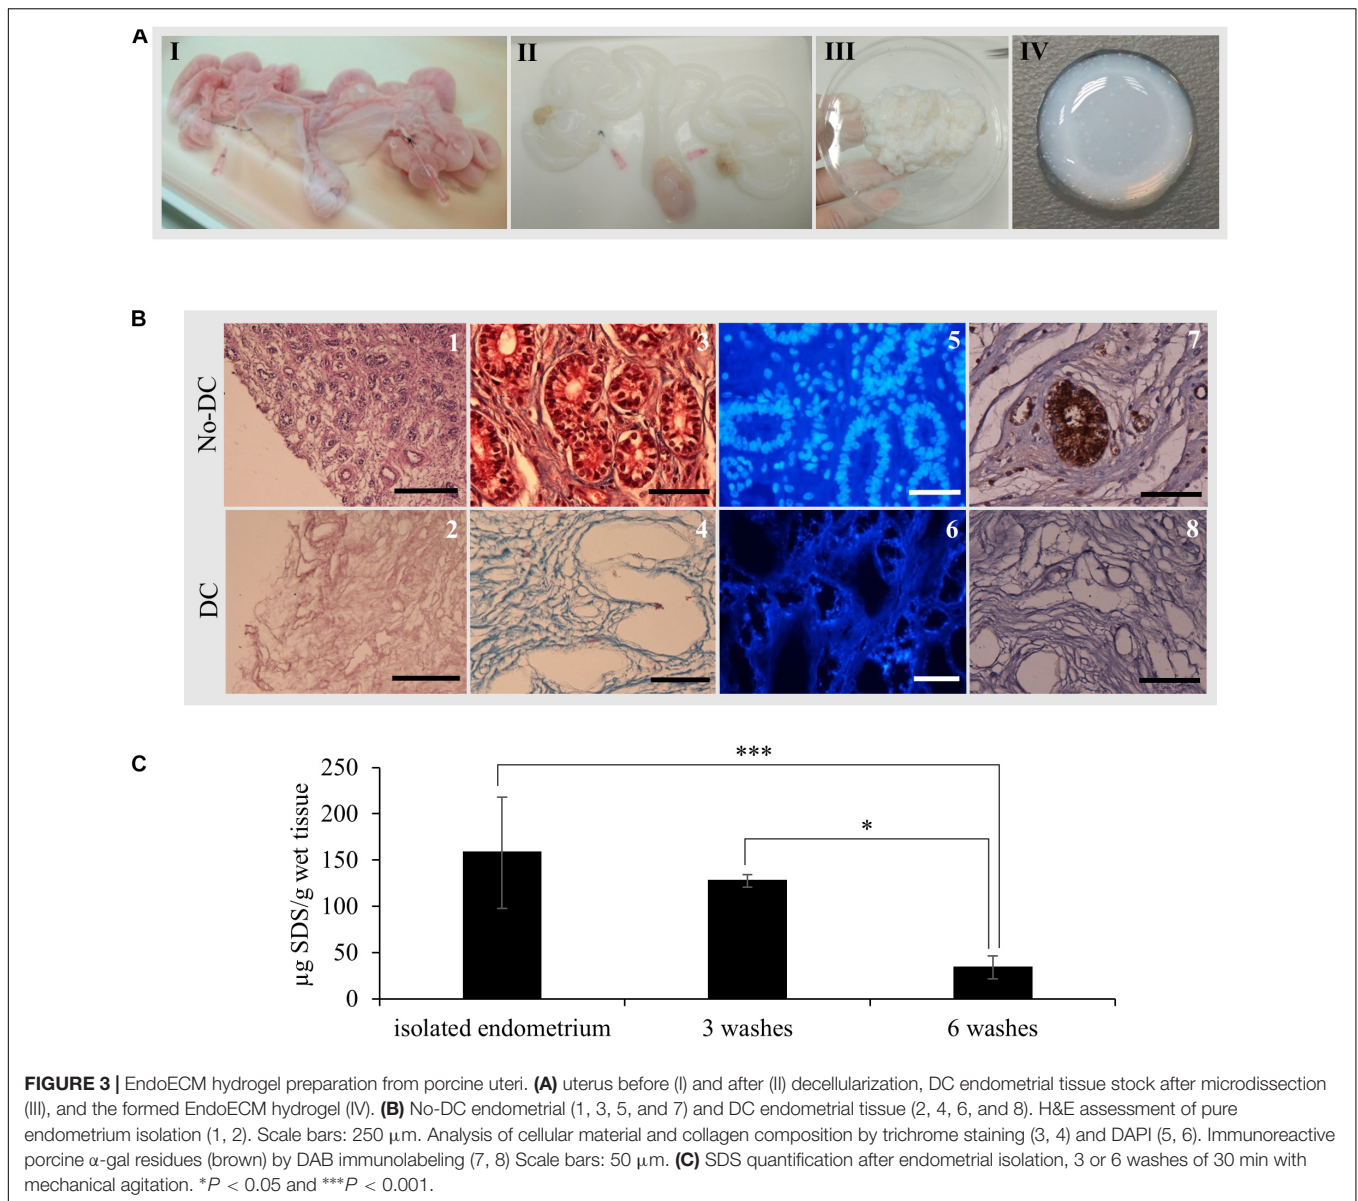 A
I
II
III
IV
B
No-DC
1
3
5
7
DC
2
4
6
8
C
***
*
µg SDS/g wet tissue
250
200
150
100
50
0
isolated endometrium
3 washes
6 washes
FIGURE 3 | EndoECM hydrogel preparation from porcine uteri. (A) uterus before (I) and after (II) decellularization, DC endometrial tissue stock after microdissection
(III), and the formed EndoECM hydrogel (IV). (B) No-DC endometrial (1, 3, 5, and 7) and DC endometrial tissue (2, 4, 6, and 8). H&E assessment of pure
endometrium isolation (1, 2). Scale bars: 250 µm. Analysis of cellular material and collagen composition by trichrome staining (3, 4) and DAPI (5, 6). Immunoreactive
porcine α-gal residues (brown) by DAB immunolabeling (7, 8) Scale bars: 50 µm. (C) SDS quantification after endometrial isolation, 3 or 6 washes of 30 min with
mechanical agitation. *P < 0.05 and ***P < 0.001.